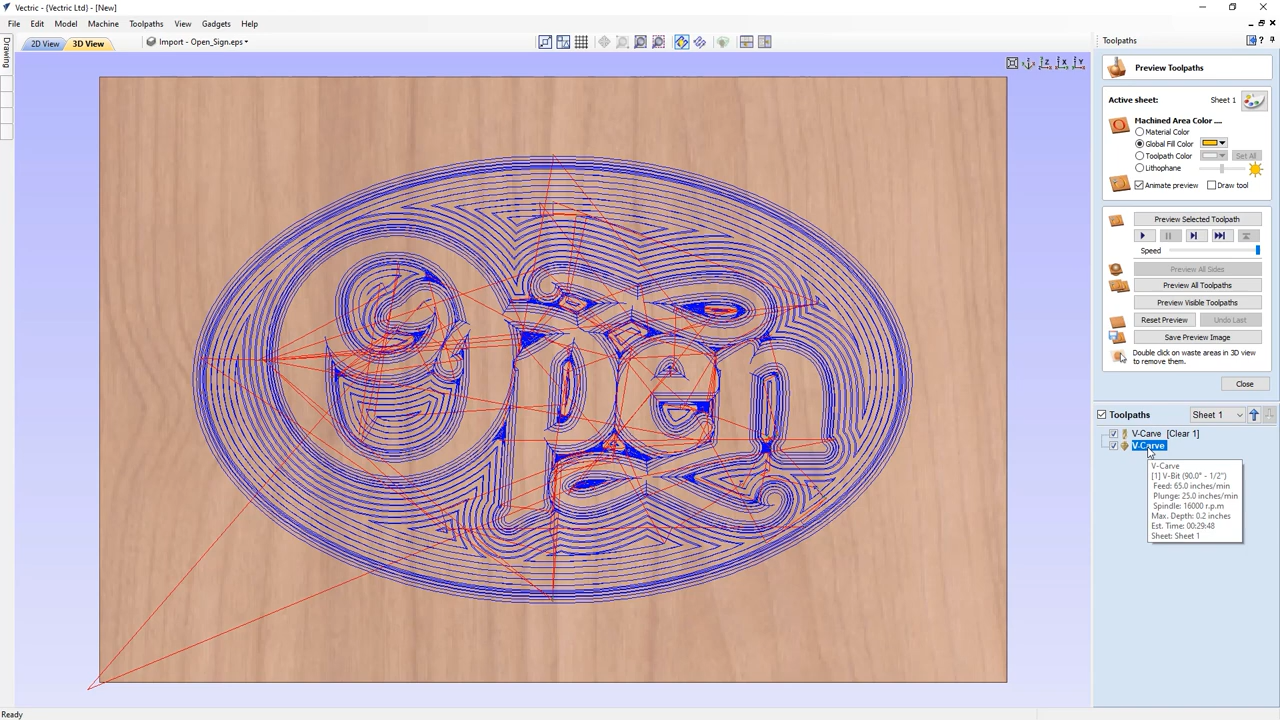 Vectric - {Vectric Ltd} - [New]
File Edit Model Machine Toolpaths View Gadgets Help
Drawing
2D View 3D View Import - Open_Sign.eps
Toolpaths
Preview Toolpaths
Active sheet: Sheet 1
Machined Area Color ....
Material Color
Global Fill Color
Toolpath Color Set All
Lithophane
Animate preview Draw tool
Preview Selected Toolpath
Speed
Preview All Sides
Preview All Toolpaths
Preview Visible Toolpaths
Reset Preview Undo Last
Save Preview Image
Double click on waste areas in 3D view
to remove them.
Close
Toolpaths Sheet 1
V-Carve [Clear 1]
V-Carve
V-Carve
[1] V-Bit (90.0° - 1/2")
Feed: 65.0 inches/min
Plunge: 25.0 inches/min
Spindle: 16000 r.p.m
Max. Depth: 0.2 inches
Est. Time: 00:29:48
Sheet: Sheet 1
Open
Ready